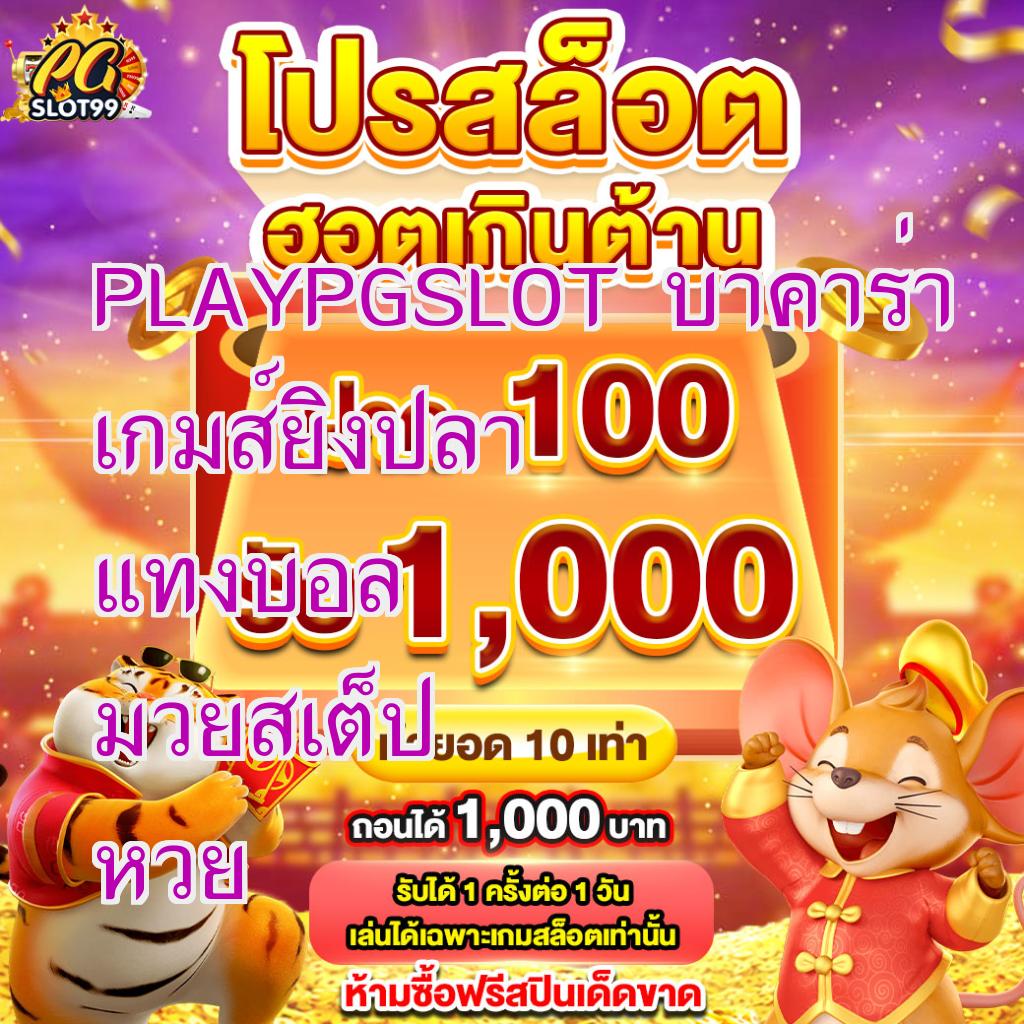 PG
SLOT99
โปรสล็อต
ฮอตเกินต้าน
PLAYPGSLOT บาคาร่า
เกมส์ยิงปลา
100
แทงบอล
รับ 1,000
มวยสเต็ป
ยอด 10 เท่า
ถอนได้ 1,000 บาท
หวย
รับได้ 1 ครั้งต่อ 1 วัน
เล่นได้เฉพาะเกมสล็อตเท่านั้น
ห้ามซื้อฟรีสปินเด็ดขาด